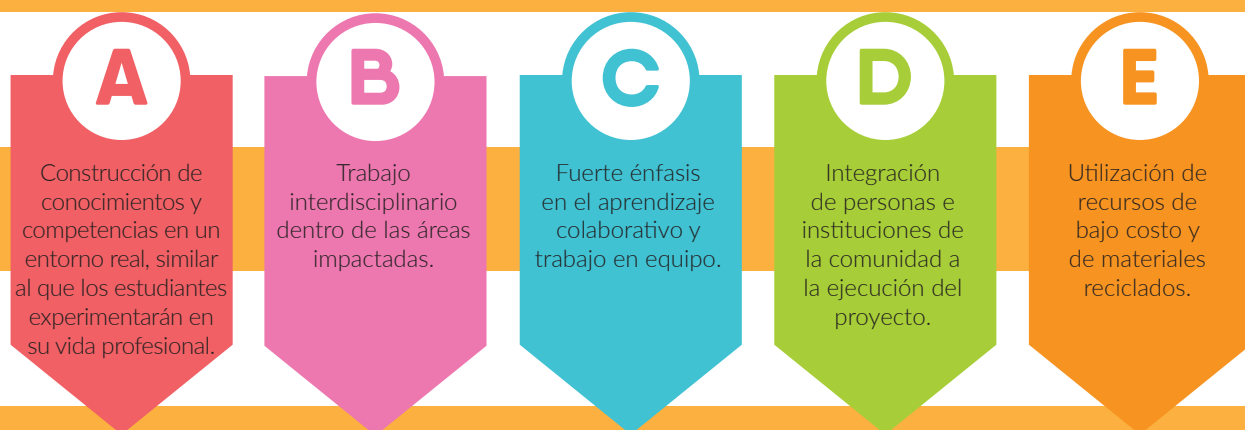 A
Construcción de
conocimientos y
competencias en un
entorno real, similar
al que los estudiantes
experimentarán en
su vida profesional.
B
Trabajo
interdisciplinario
dentro de las áreas
impactadas.
C
Fuerte énfasis
en el aprendizaje
colaborativo y
trabajo en equipo.
D
Integración
de personas e
instituciones de
la comunidad a
la ejecución del
proyecto.
E
Utilización de
recursos de
bajo costo y
de materiales
reciclados.